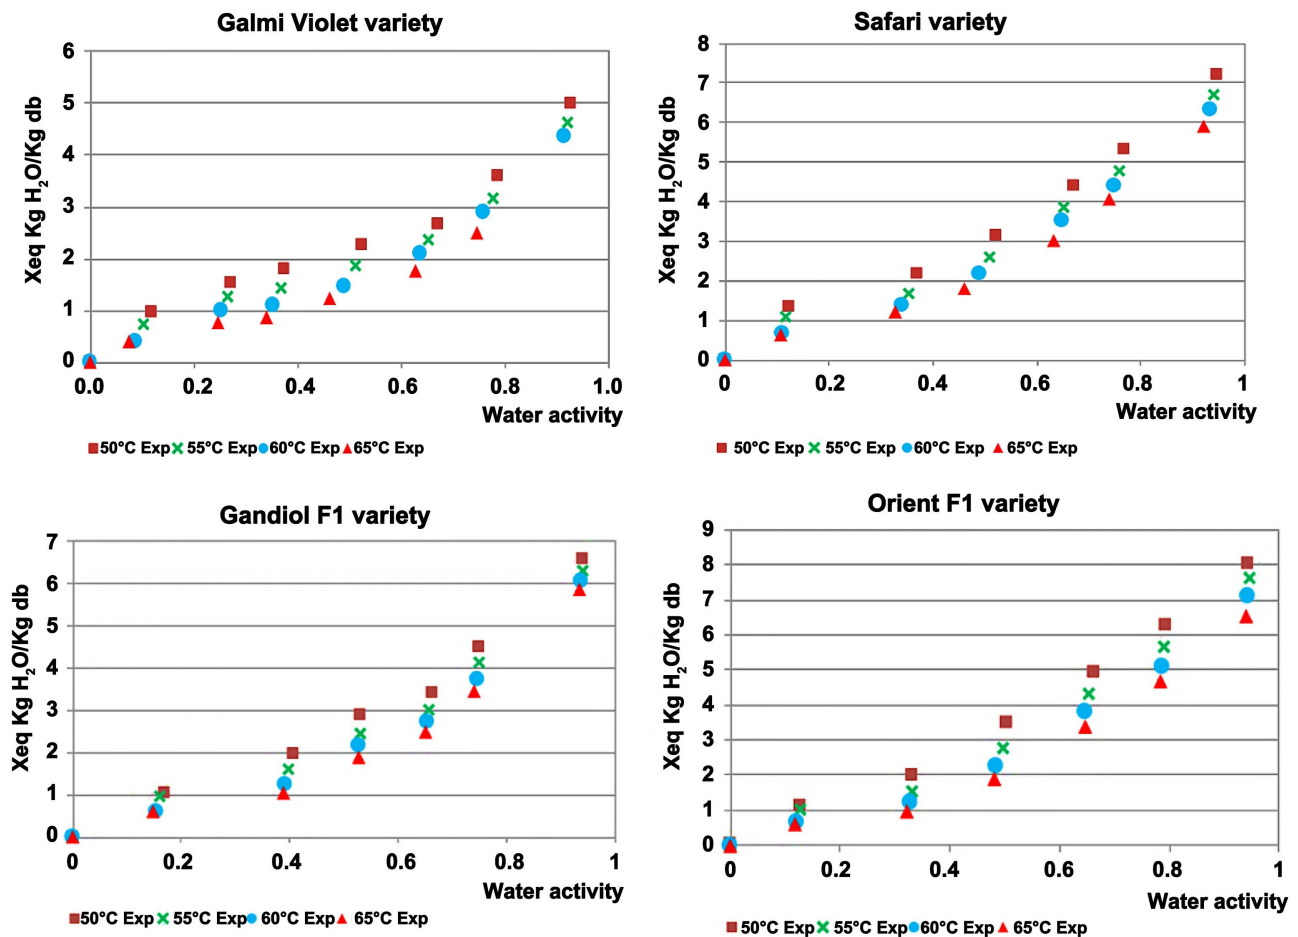 Galmi Violet variety
Xeq Kg H₂O/Kg db
6
5
4
3
2
1
0
0.0 0.2 0.4 0.6 0.8 1.0
Water activity
50°C Exp 55°C Exp 60°C Exp 65°C Exp
Safari variety
Xeq Kg H₂O/Kg db
8
7
6
5
4
3
2
1
0
0 0.2 0.4 0.6 0.8 1
Water activity
50°C Exp 55°C Exp 60°C Exp 65°C Exp
Gandiol F1 variety
Xeq Kg H₂O/Kg db
7
6
5
4
3
2
1
0
0 0.2 0.4 0.6 0.8 1
Water activity
50°C Exp 55°C Exp 60°C Exp 65°C Exp
Orient F1 variety
Xeq Kg H₂O/Kg db
9
8
7
6
5
4
3
2
1
0
0 0.2 0.4 0.6 0.8 1
Water activity
50°C Exp 55°C Exp 60°C Exp 65°C Exp